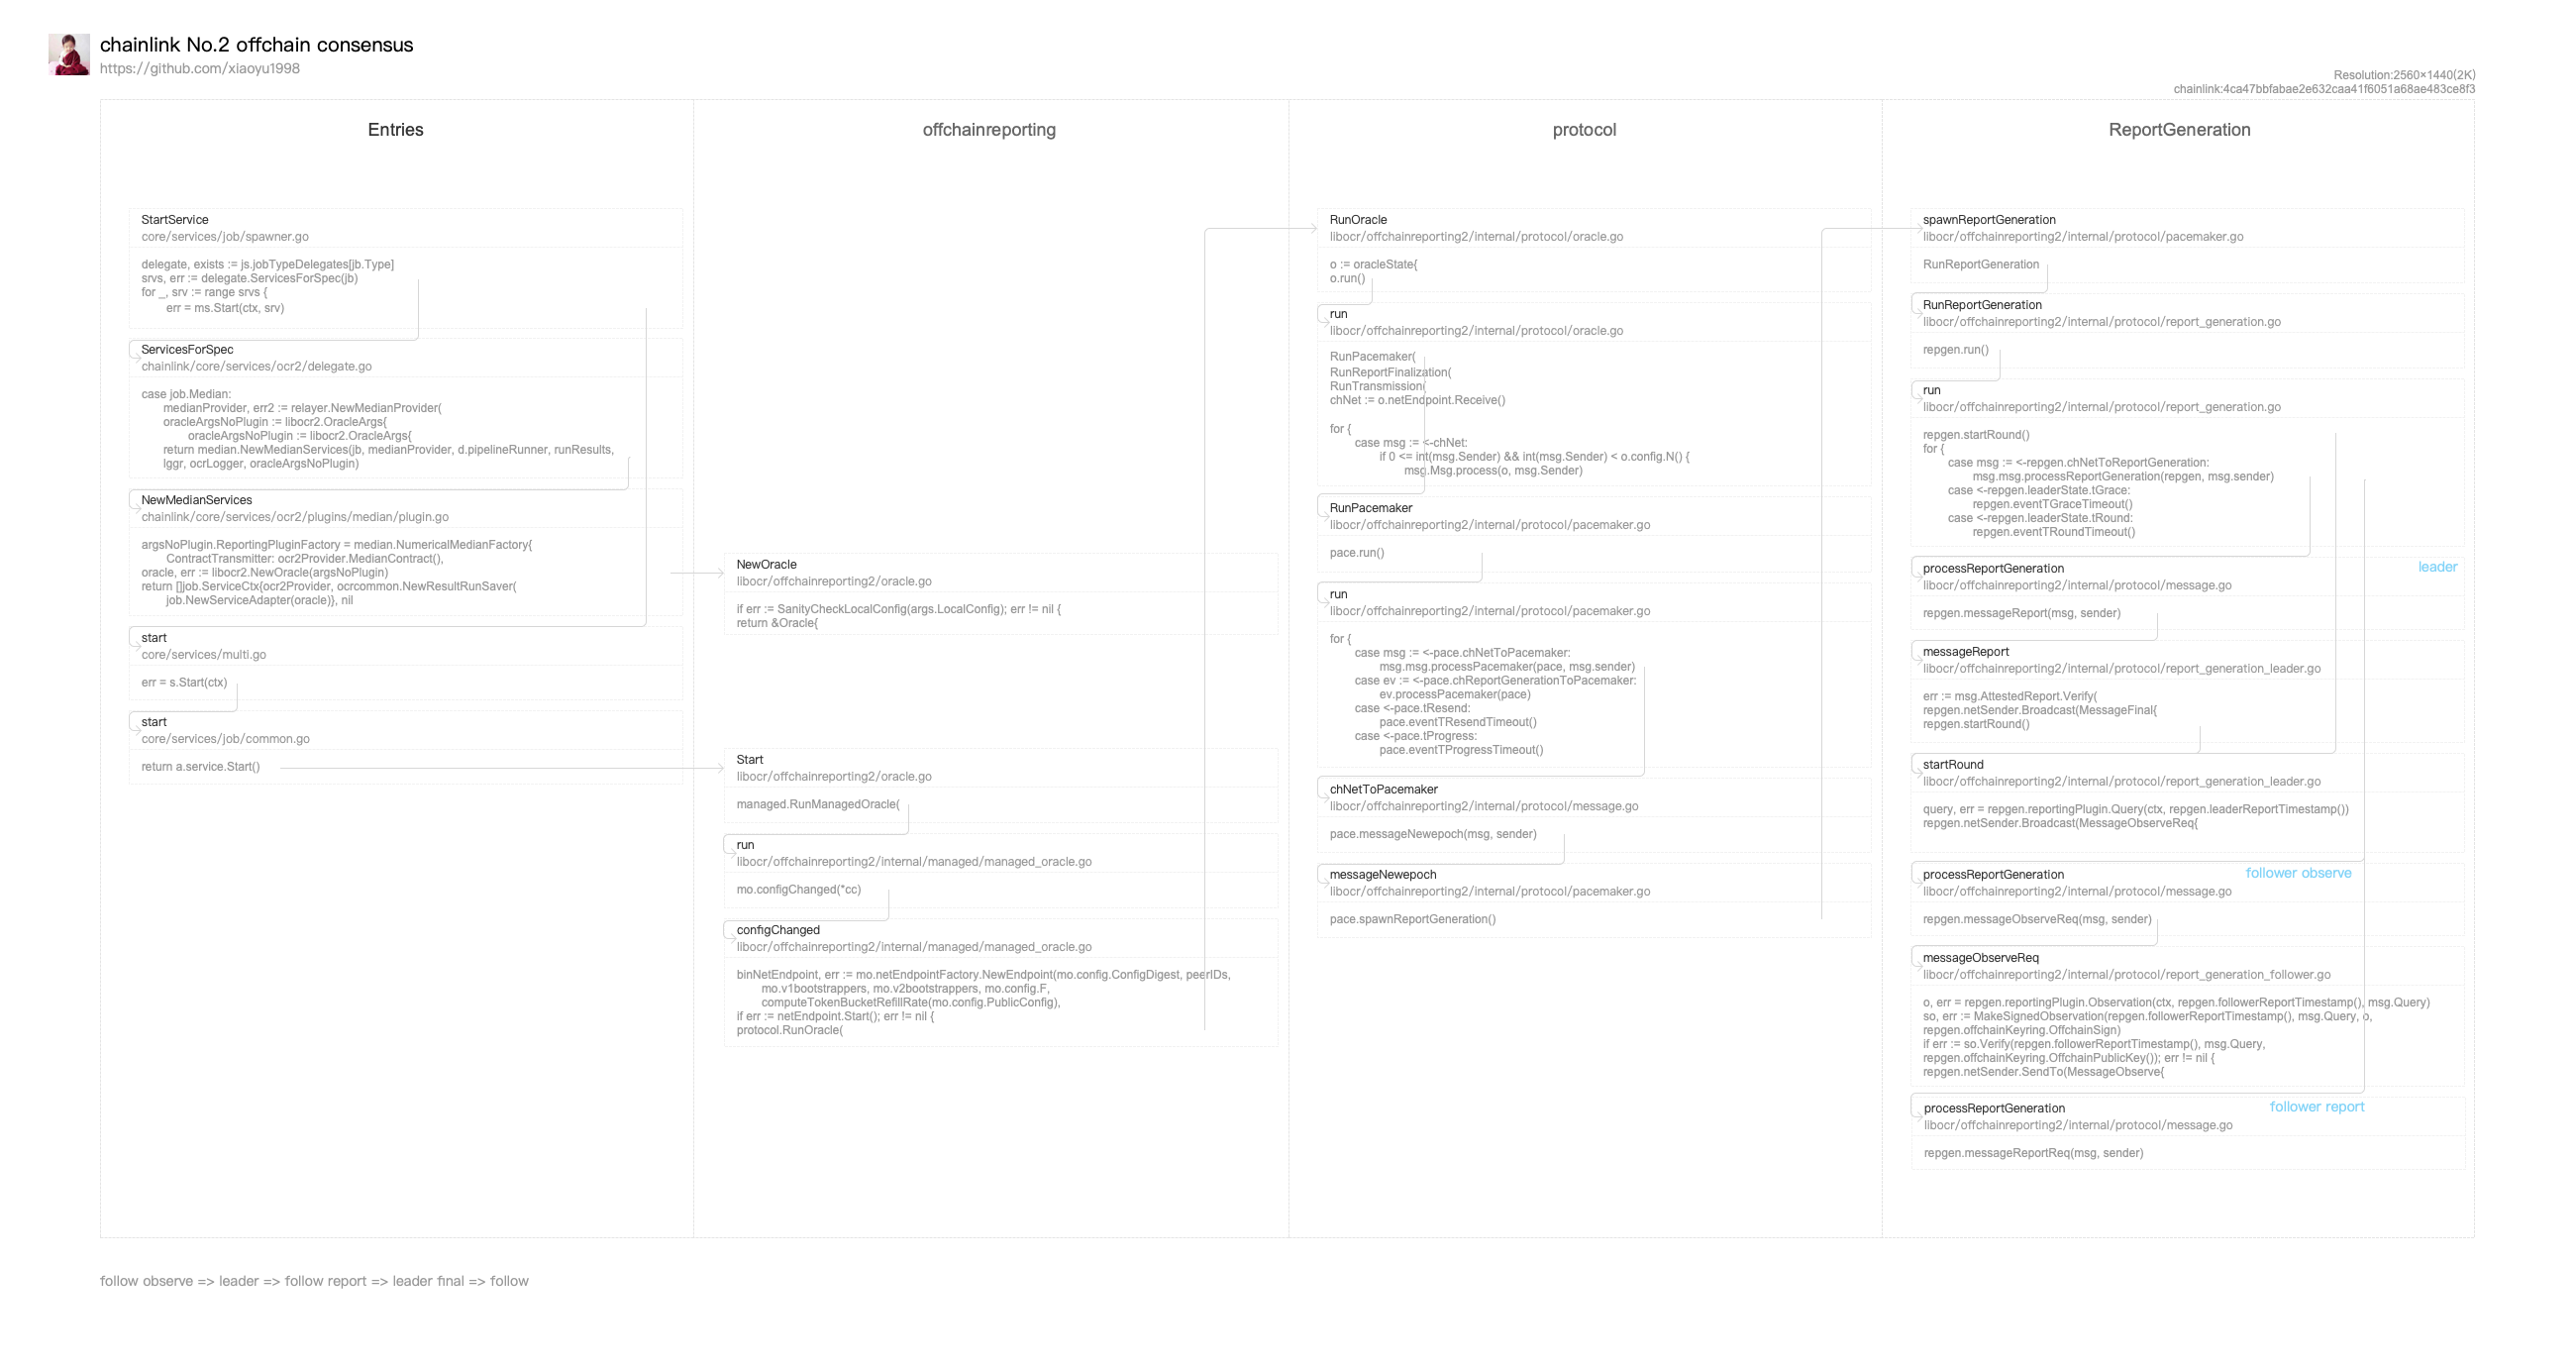 chainlink No.2 offchain consensus
https://github.com/xiaoyu1998
Resolution:2560×1440(2K)
chainlink:4ca47bbfabae2e632caa41f6051a68ae483ce8f3
Entries
StartService
core/services/job/spawner.go
delegate, exists := js.jobTypeDelegates[jb.Type]
srvs, err := delegate.ServicesForSpec(jb)
for _, srv := range srvs {
err = ms.Start(ctx, srv)
ServicesForSpec
chainlink/core/services/ocr2/delegate.go
case job.Median:
medianProvider, err2 := relayer.NewMedianProvider(
oracleArgsNoPlugin := libocr2.OracleArgs{
oracleArgsNoPlugin := libocr2.OracleArgs{
return median.NewMedianServices(jb, medianProvider, d.pipelineRunner, runResults,
lggr, ocrLogger, oracleArgsNoPlugin)
NewMedianServices
chainlink/core/services/ocr2/plugins/median/plugin.go
argsNoPlugin.ReportingPluginFactory = median.NumericalMedianFactory{
ContractTransmitter: ocr2Provider.MedianContract(),
oracle, err := libocr2.NewOracle(argsNoPlugin)
return []job.ServiceCtx{ocr2Provider, ocrcommon.NewResultRunSaver(
job.NewServiceAdapter(oracle)}, nil
start
core/services/multi.go
err = s.Start(ctx)
start
core/services/job/common.go
return a.service.Start()
offchainreporting
NewOracle
libocr/offchainreporting2/oracle.go
if err := SanityCheckLocalConfig(args.LocalConfig); err != nil {
return &Oracle{
Start
libocr/offchainreporting2/oracle.go
managed.RunManagedOracle(
run
libocr/offchainreporting2/internal/managed/managed_oracle.go
mo.configChanged(*cc)
configChanged
libocr/offchainreporting2/internal/managed/managed_oracle.go
binNetEndpoint, err := mo.netEndpointFactory.NewEndpoint(mo.config.ConfigDigest, peerIDs,
mo.v1bootstrappers, mo.v2bootstrappers, mo.config.F,
computeTokenBucketRefillRate(mo.config.PublicConfig),
if err := netEndpoint.Start(); err != nil {
protocol.RunOracle(
protocol
RunOracle
libocr/offchainreporting2/internal/protocol/oracle.go
o := oracleState{
o.run()
run
libocr/offchainreporting2/internal/protocol/oracle.go
RunPacemaker(
RunReportFinalization(
RunTransmission(
chNet := o.netEndpoint.Receive()
for {
case msg := <-chNet:
if 0 <= int(msg.Sender) && int(msg.Sender) < o.config.N() {
msg.Msg.process(o, msg.Sender)
RunPacemaker
libocr/offchainreporting2/internal/protocol/pacemaker.go
pace.run()
run
libocr/offchainreporting2/internal/protocol/pacemaker.go
for {
case msg := <-pace.chNetToPacemaker:
msg.msg.processPacemaker(pace, msg.sender)
case ev := <-pace.chReportGenerationToPacemaker:
ev.processPacemaker(pace)
case <-pace.tResend:
pace.eventTResendTimeout()
case <-pace.tProgress:
pace.eventTProgressTimeout()
chNetToPacemaker
libocr/offchainreporting2/internal/protocol/message.go
pace.messageNewepoch(msg, sender)
messageNewepoch
libocr/offchainreporting2/internal/protocol/pacemaker.go
pace.spawnReportGeneration()
ReportGeneration
spawnReportGeneration
libocr/offchainreporting2/internal/protocol/pacemaker.go
RunReportGeneration
RunReportGeneration
libocr/offchainreporting2/internal/protocol/report_generation.go
repgen.run()
run
libocr/offchainreporting2/internal/protocol/report_generation.go
repgen.startRound()
for {
case msg := <-repgen.chNetToReportGeneration:
msg.msg.processReportGeneration(repgen, msg.sender)
case <-repgen.leaderState.tGrace:
repgen.eventTGraceTimeout()
case <-repgen.leaderState.tRound:
repgen.eventTRoundTimeout()
processReportGeneration
leader
libocr/offchainreporting2/internal/protocol/message.go
repgen.messageReport(msg, sender)
messageReport
libocr/offchainreporting2/internal/protocol/report_generation_leader.go
err := msg.AttestedReport.Verify(
repgen.netSender.Broadcast(MessageFinal{
repgen.startRound()
startRound
libocr/offchainreporting2/internal/protocol/report_generation_leader.go
query, err = repgen.reportingPlugin.Query(ctx, repgen.leaderReportTimestamp())
repgen.netSender.Broadcast(MessageObserveReq{
processReportGeneration
follower observe
libocr/offchainreporting2/internal/protocol/message.go
repgen.messageObserveReq(msg, sender)
messageObserveReq
libocr/offchainreporting2/internal/protocol/report_generation_follower.go
o, err = repgen.reportingPlugin.Observation(ctx, repgen.followerReportTimestamp(), msg.Query)
so, err := MakeSignedObservation(repgen.followerReportTimestamp(), msg.Query, o,
repgen.offchainKeyring.OffchainSign)
if err := so.Verify(repgen.followerReportTimestamp(), msg.Query,
repgen.offchainKeyring.OffchainPublicKey()); err != nil {
repgen.netSender.SendTo(MessageObserve{
processReportGeneration
follower report
libocr/offchainreporting2/internal/protocol/message.go
repgen.messageReportReq(msg, sender)
follow observe => leader => follow report => leader final => follow